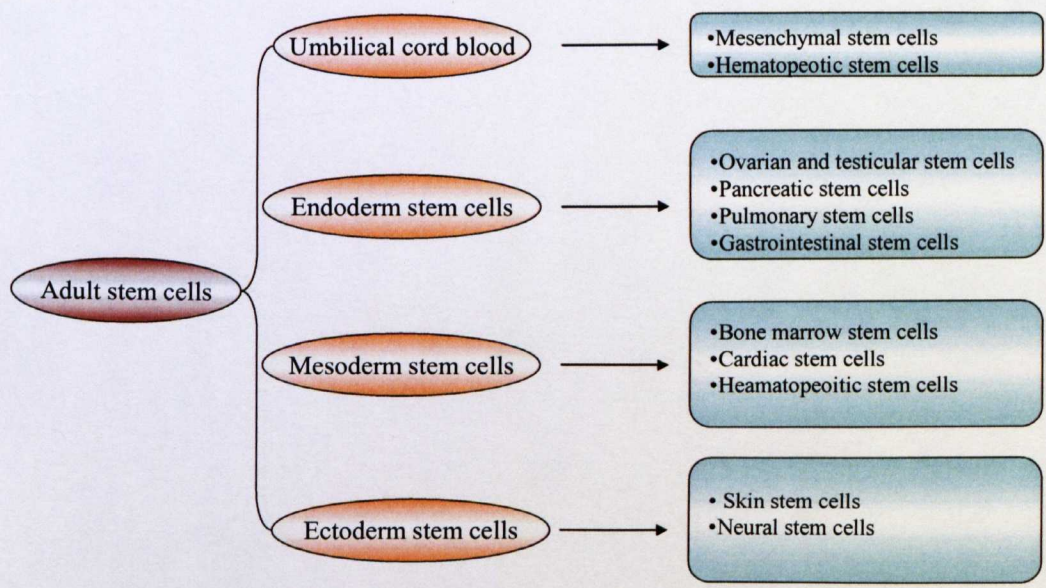 Umbilical cord blood
•Mesenchymal stem cells
•Hematopeotic stem cells
Endoderm stem cells
•Ovarian and testicular stem cells
•Pancreatic stem cells
•Pulmonary stem cells
•Gastrointestinal stem cells
Adult stem cells
Mesoderm stem cells
•Bone marrow stem cells
•Cardiac stem cells
•Heamatopeoitic stem cells
Ectoderm stem cells
• Skin stem cells
•Neural stem cells